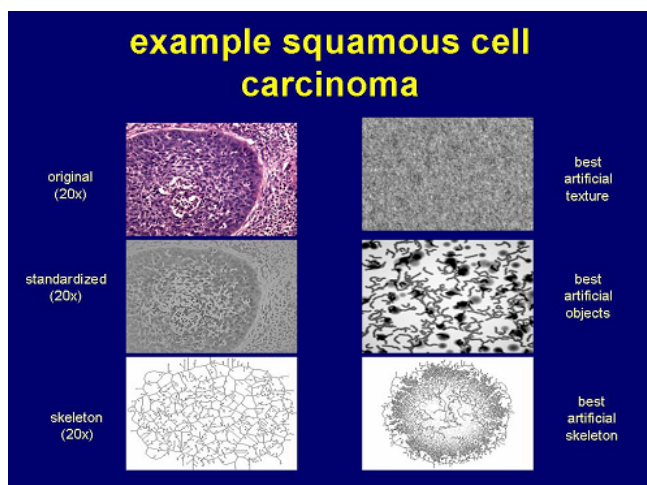 example squamous cell
carcinoma
original
(20x)
best
artificial
texture
standardized
(20x)
best
artificial
objects
skeleton
(20x)
best
artificial
skeleton